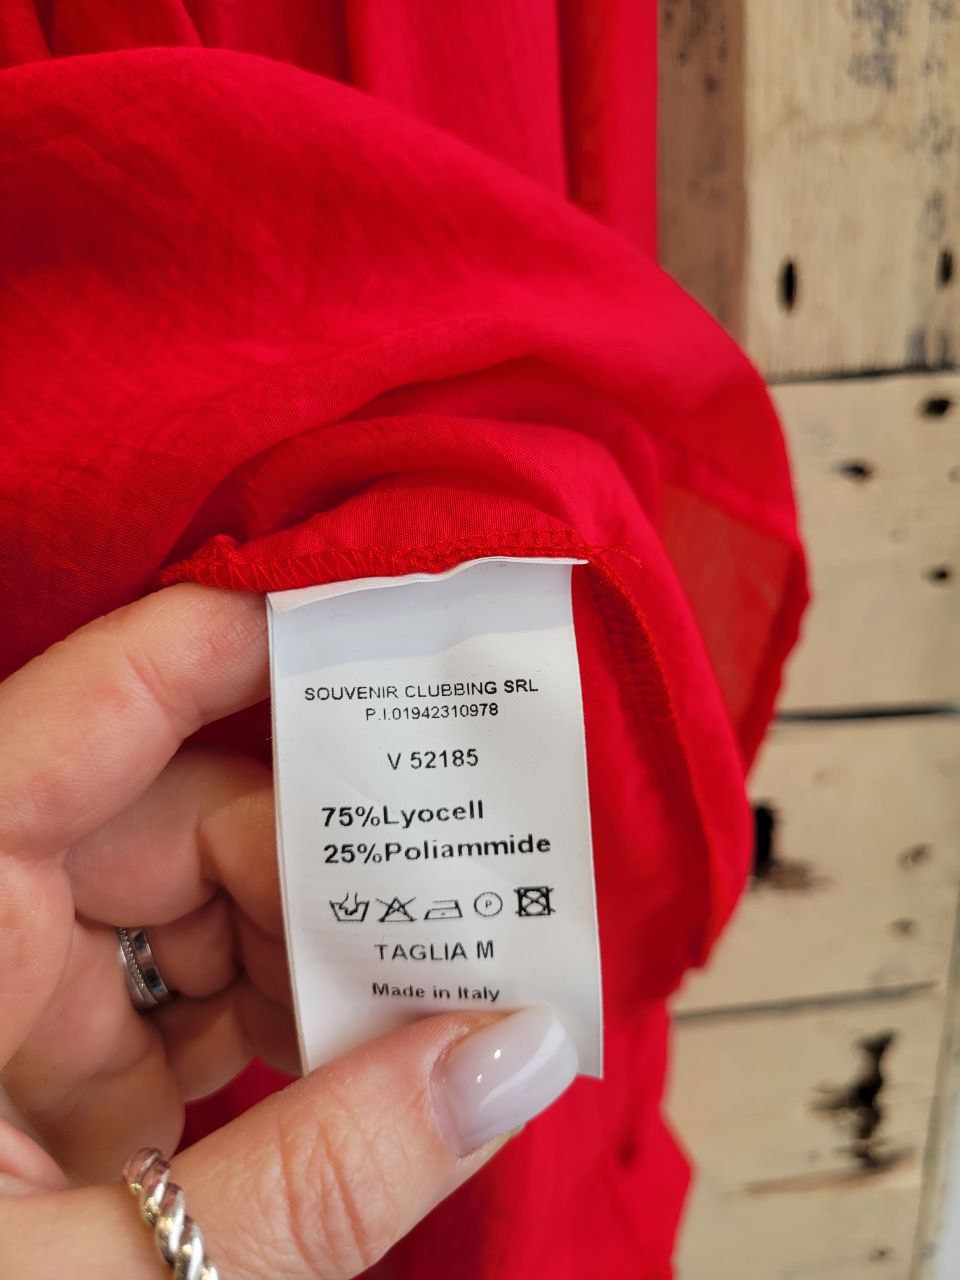 SOUVENIR CLUBBING SRL
P.I.01942310978
V 52185
75%Lyocell
25%Poliammide
P
TAGLIA M
Made in Italy